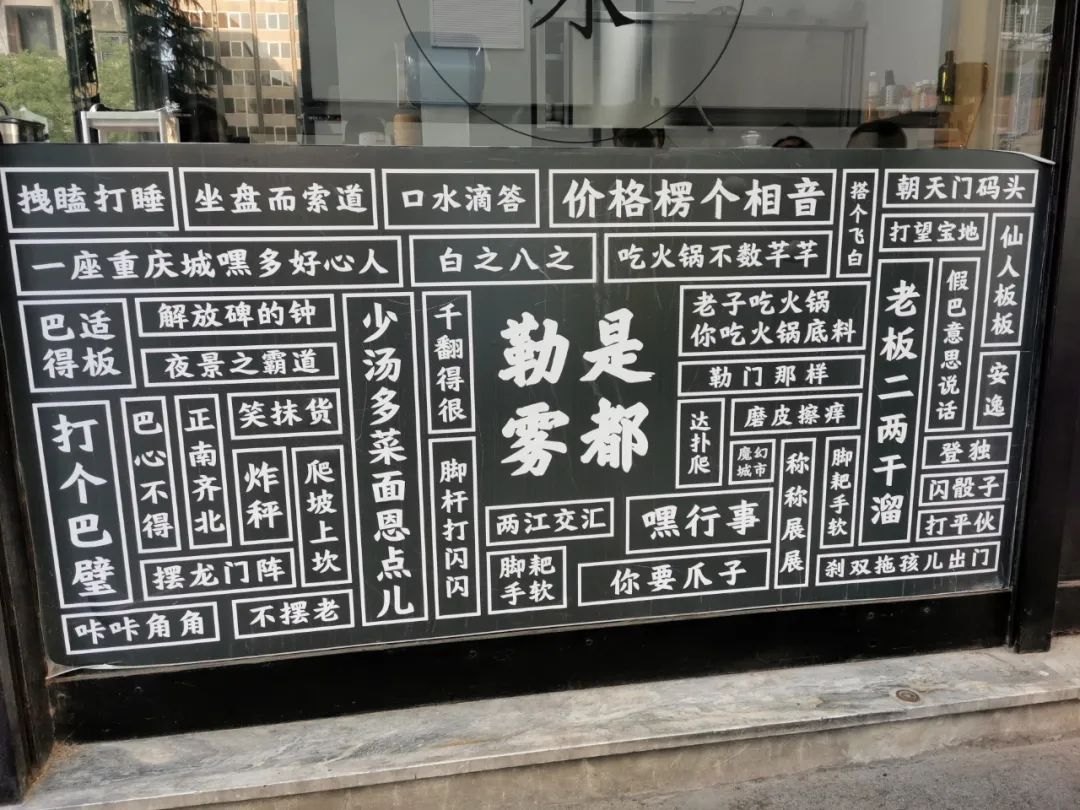 拽瞌打睡
坐盘而索道
口水滴答
价格楞个相音
搭个飞白
朝天门码头
一座重庆城嘿多好心人
白之八之
吃火锅不数芊芊
打望宝地
仙人板板
巴适
得板
解放碑的钟
夜景之霸道
少汤多菜面恩点儿
千翻得很
勒是
雾都
老子吃火锅
你吃火锅底料
勒门那样
老板二两干溜
假巴意思说话
安逸
打个巴壁
巴心不得
正南齐北
笑抹货
炸秤
爬坡上坎
脚杆打闪闪
达扑爬
磨皮擦痒
魔幻
城市
称称展展
脚耙手软
登独
闪骰子
打平伙
两江交汇
嘿行事
摆龙门阵
脚耙
手软
你要爪子
刹双拖孩儿出门
咔咔角角
不摆老